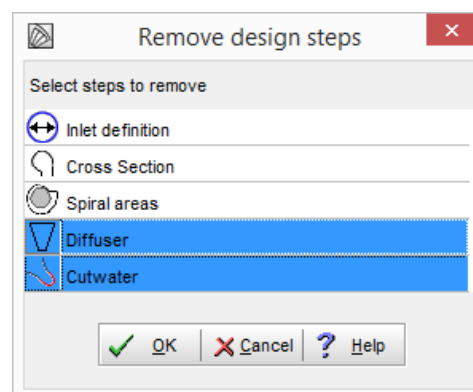 Remove design steps
Select steps to remove
Inlet definition
Cross Section
Spiral areas
Diffuser
Cutwater
OK Cancel Help